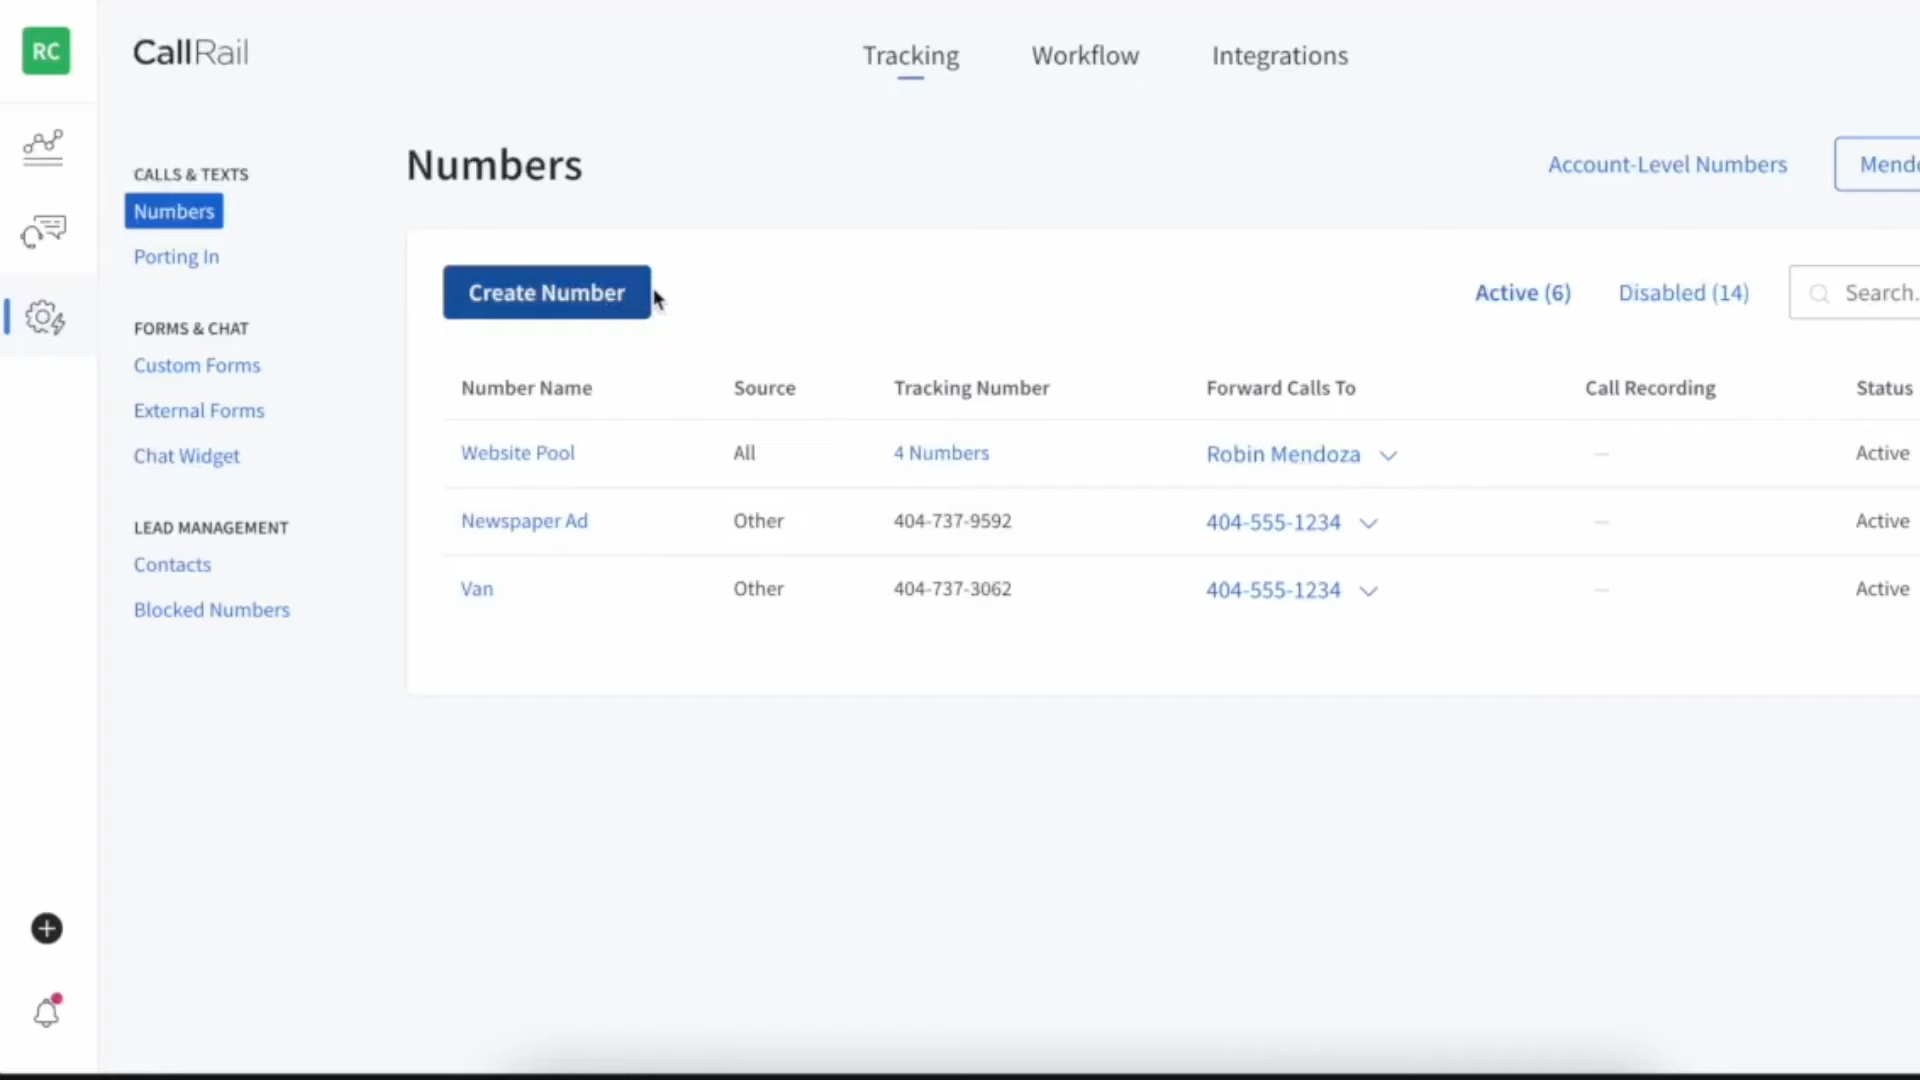 RC
CallRail
Tracking
Workflow
Integrations
CALLS & TEXTS
Numbers
Porting In
FORMS & CHAT
Custom Forms
External Forms
Chat Widget
LEAD MANAGEMENT
Contacts
Blocked Numbers
Numbers
Account-Level Numbers
Create Number
Active (6)
Disabled (14)
Search.
Number Name Source Tracking Number Forward Calls To Call Recording Status
Website Pool All 4 Numbers Robin Mendoza — Active
Newspaper Ad Other 404-737-9592 404-555-1234 — Active
Van Other 404-737-3062 404-555-1234 — Active